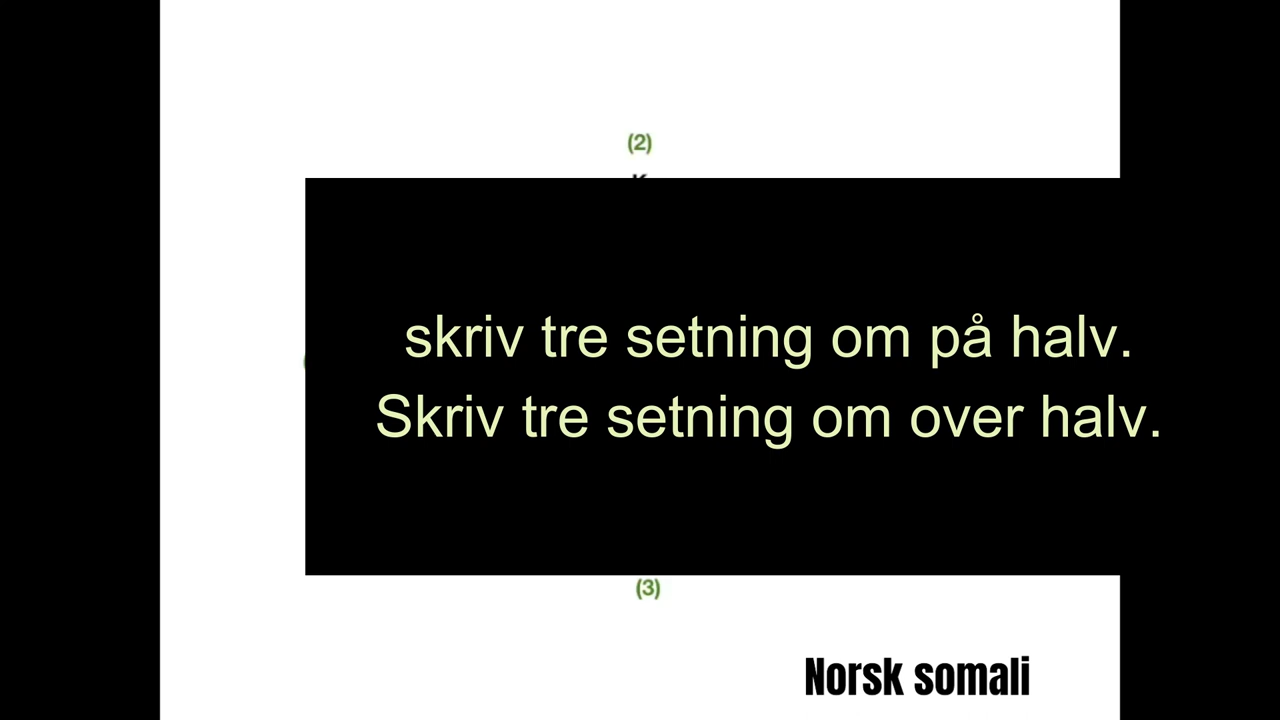 (2)
skriv tre setning om på halv.
Skriv tre setning om over halv.
(3)
Norsk somali